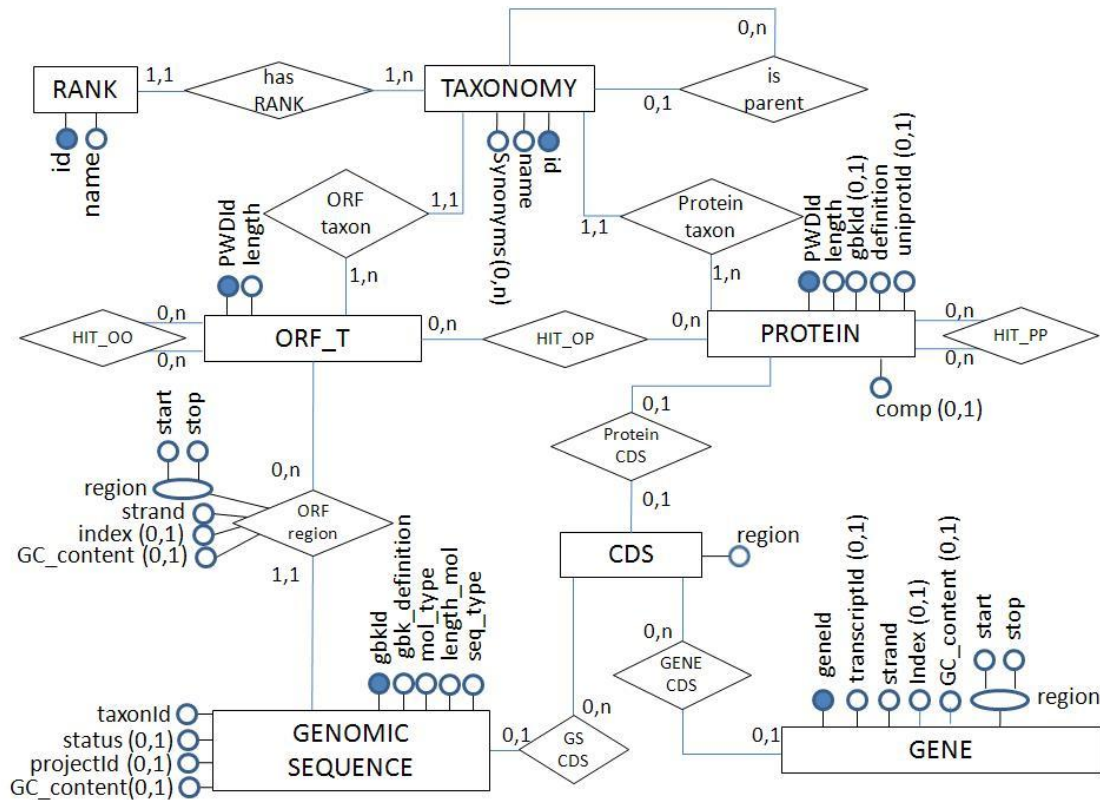 0,n
1,1
has
RANK
1,n
RANK
TAXONOMY
is
parent
0,1
id
name
Synonyms (0,n)
name
id
1,1
ORF
taxon
1,n
1,1
Protein
taxon
1,n
PWDId
length
PWDId
length
gbkId (0,1)
definition
uniprotId (0,1)
0,n
HIT_OO
0,n
ORF_T
0,n
HIT_OP
0,n
PROTEIN
0,n
HIT_PP
0,n
comp (0,1)
start
stop
region
strand
index (0,1)
GC_content (0,1)
0,n
ORF
region
1,1
0,1
Protein
CDS
0,1
CDS
region
gbkId
gbk_definition
mol_type
length_mol
seq_type
0,n
GENE
CDS
0,1
geneId
transcriptId (0,1)
strand
Index (0,1)
GC_content (0,1)
start
stop
region
taxonId
status (0,1)
projectId (0,1)
GC_content(0,1)
GENOMIC
SEQUENCE
0,1
GS
CDS
0,n
GENE